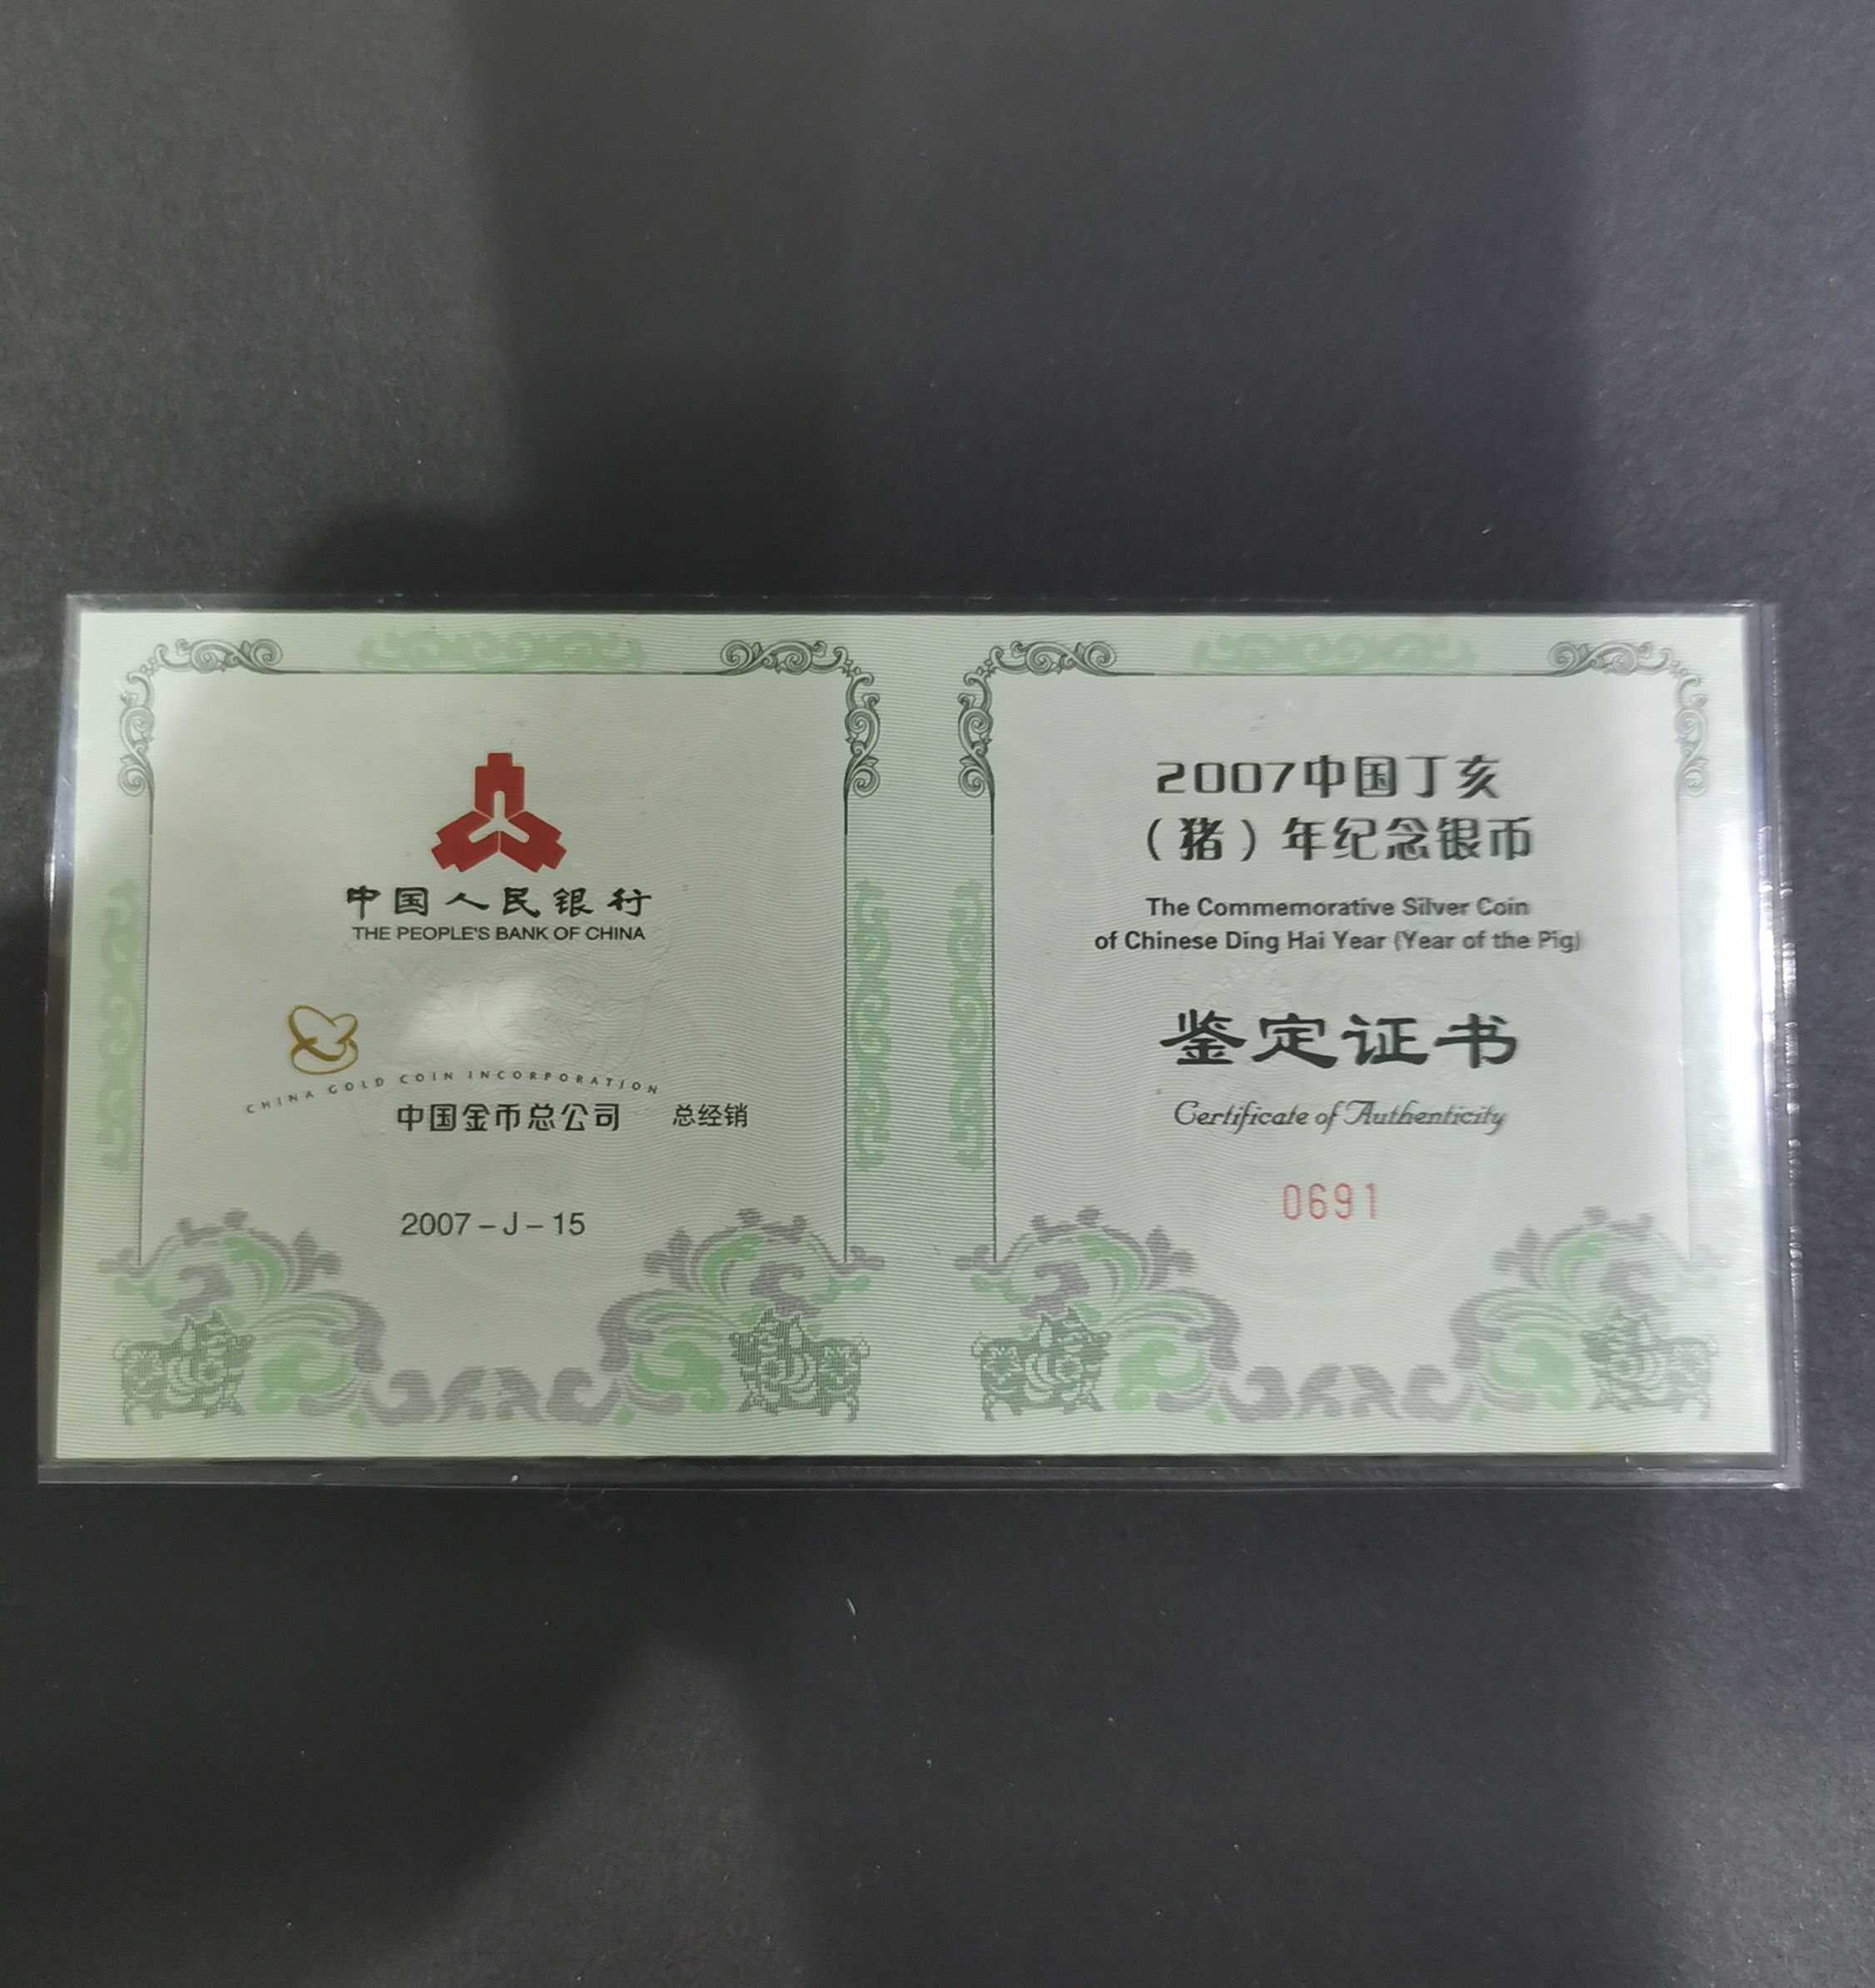 中国人民银行
THE PEOPLE'S BANK OF CHINA
CHINA GOLD COIN INCORPORATION
中国金币总公司 总经销
2007-J-15
2007中国丁亥
（猪）年纪念银币
The Commemorative Silver Coin
of Chinese Ding Hai Year (Year of the Pig)
鉴定证书
Certificate of Authenticity
0691